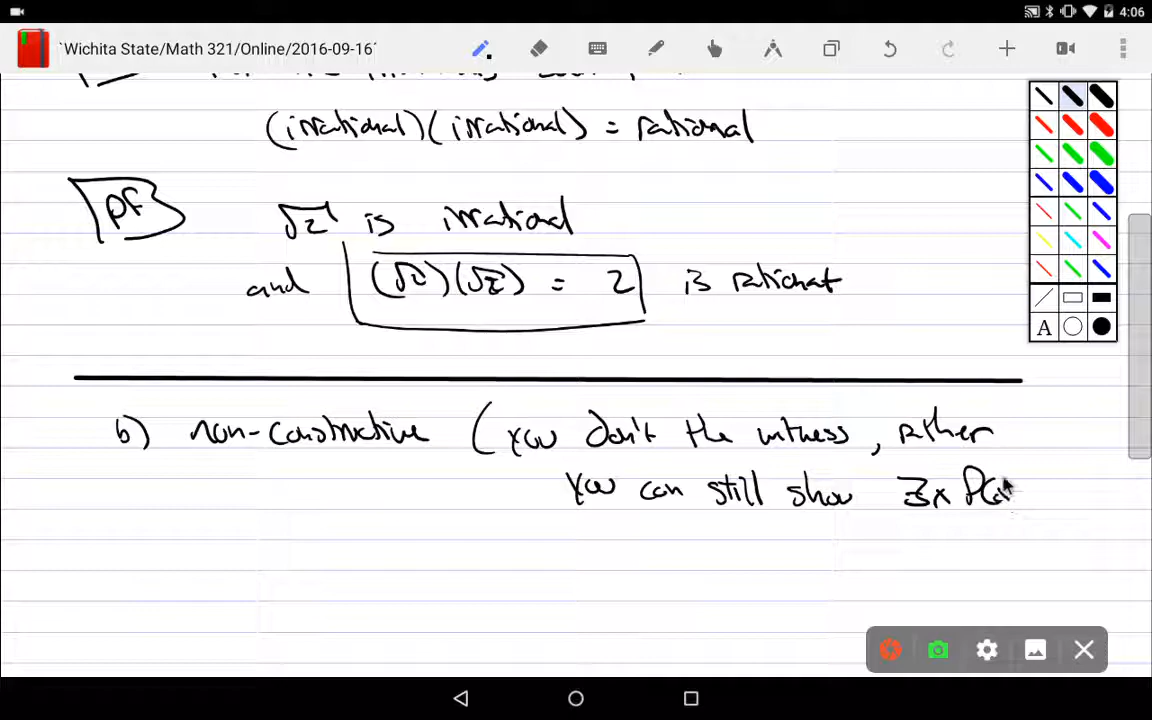 4:06
`Wichita State/Math 321/Online/2016-09-16`
(irrational)(irrational) = rational
pf
√2 is irrational
and (√2)(√2) = 2 is rational
A
b) non-constructive (you don't the witness, rther
you can still show ∃x P(x